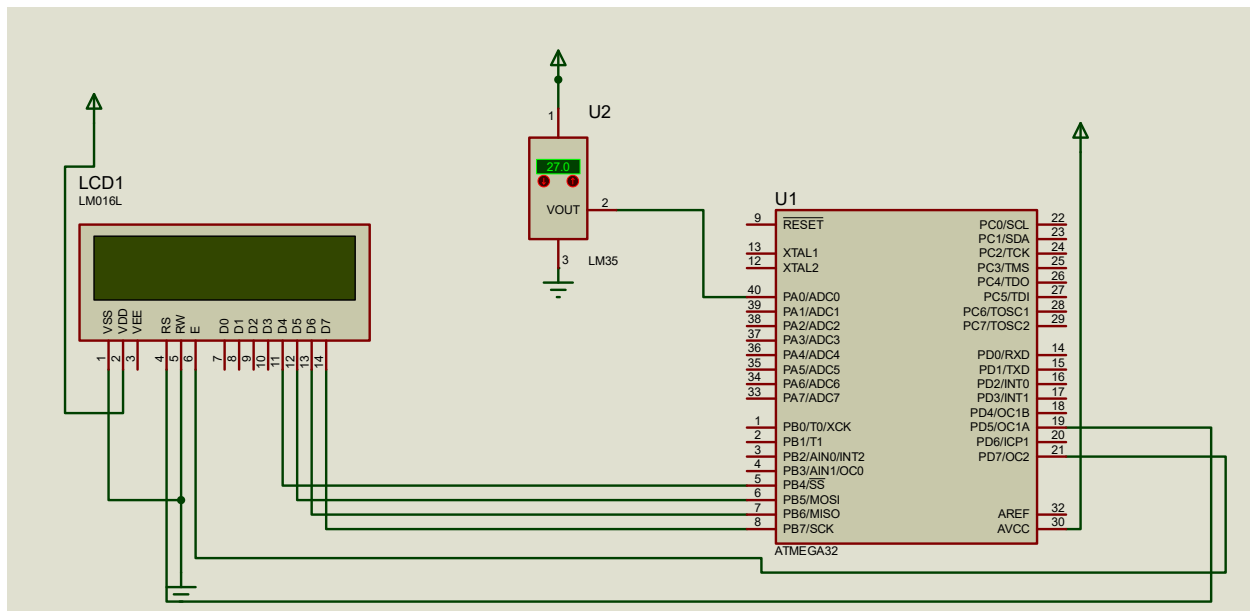 U2
1
27.0
VOUT
2
3
LM35
LCD1
LM016L
VSS
VDD
VEE
RS
RW
E
D0
D1
D2
D3
D4
D5
D6
D7
1
2
3
4
5
6
7
8
9
10
11
12
13
14
U1
9 RESET
13 XTAL1
12 XTAL2
40 PA0/ADC0
39 PA1/ADC1
38 PA2/ADC2
37 PA3/ADC3
36 PA4/ADC4
35 PA5/ADC5
34 PA6/ADC6
33 PA7/ADC7
1 PB0/T0/XCK
2 PB1/T1
3 PB2/AIN0/INT2
4 PB3/AIN1/OC0
5 PB4/SS
6 PB5/MOSI
7 PB6/MISO
8 PB7/SCK
PC0/SCL 22
PC1/SDA 23
PC2/TCK 24
PC3/TMS 25
PC4/TDO 26
PC5/TDI 27
PC6/TOSC1 28
PC7/TOSC2 29
PD0/RXD 14
PD1/TXD 15
PD2/INT0 16
PD3/INT1 17
PD4/OC1B 18
PD5/OC1A 19
PD6/ICP1 20
PD7/OC2 21
AREF 32
AVCC 30
ATMEGA32